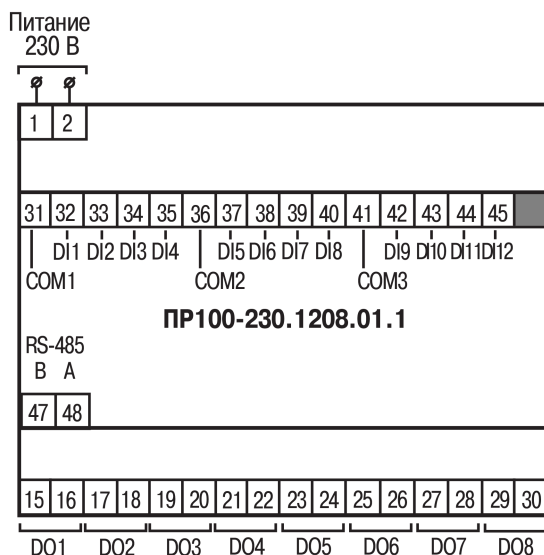 Питание
230 В
1 2
31 32 33 34 35 36 37 38 39 40 41 42 43 44 45
DI1 DI2 DI3 DI4 DI5 DI6 DI7 DI8 DI9 DI10 DI11 DI12
COM1 COM2 COM3
ПР100-230.1208.01.1
RS-485
B A
47 48
15 16 17 18 19 20 21 22 23 24 25 26 27 28 29 30
DO1 DO2 DO3 DO4 DO5 DO6 DO7 DO8